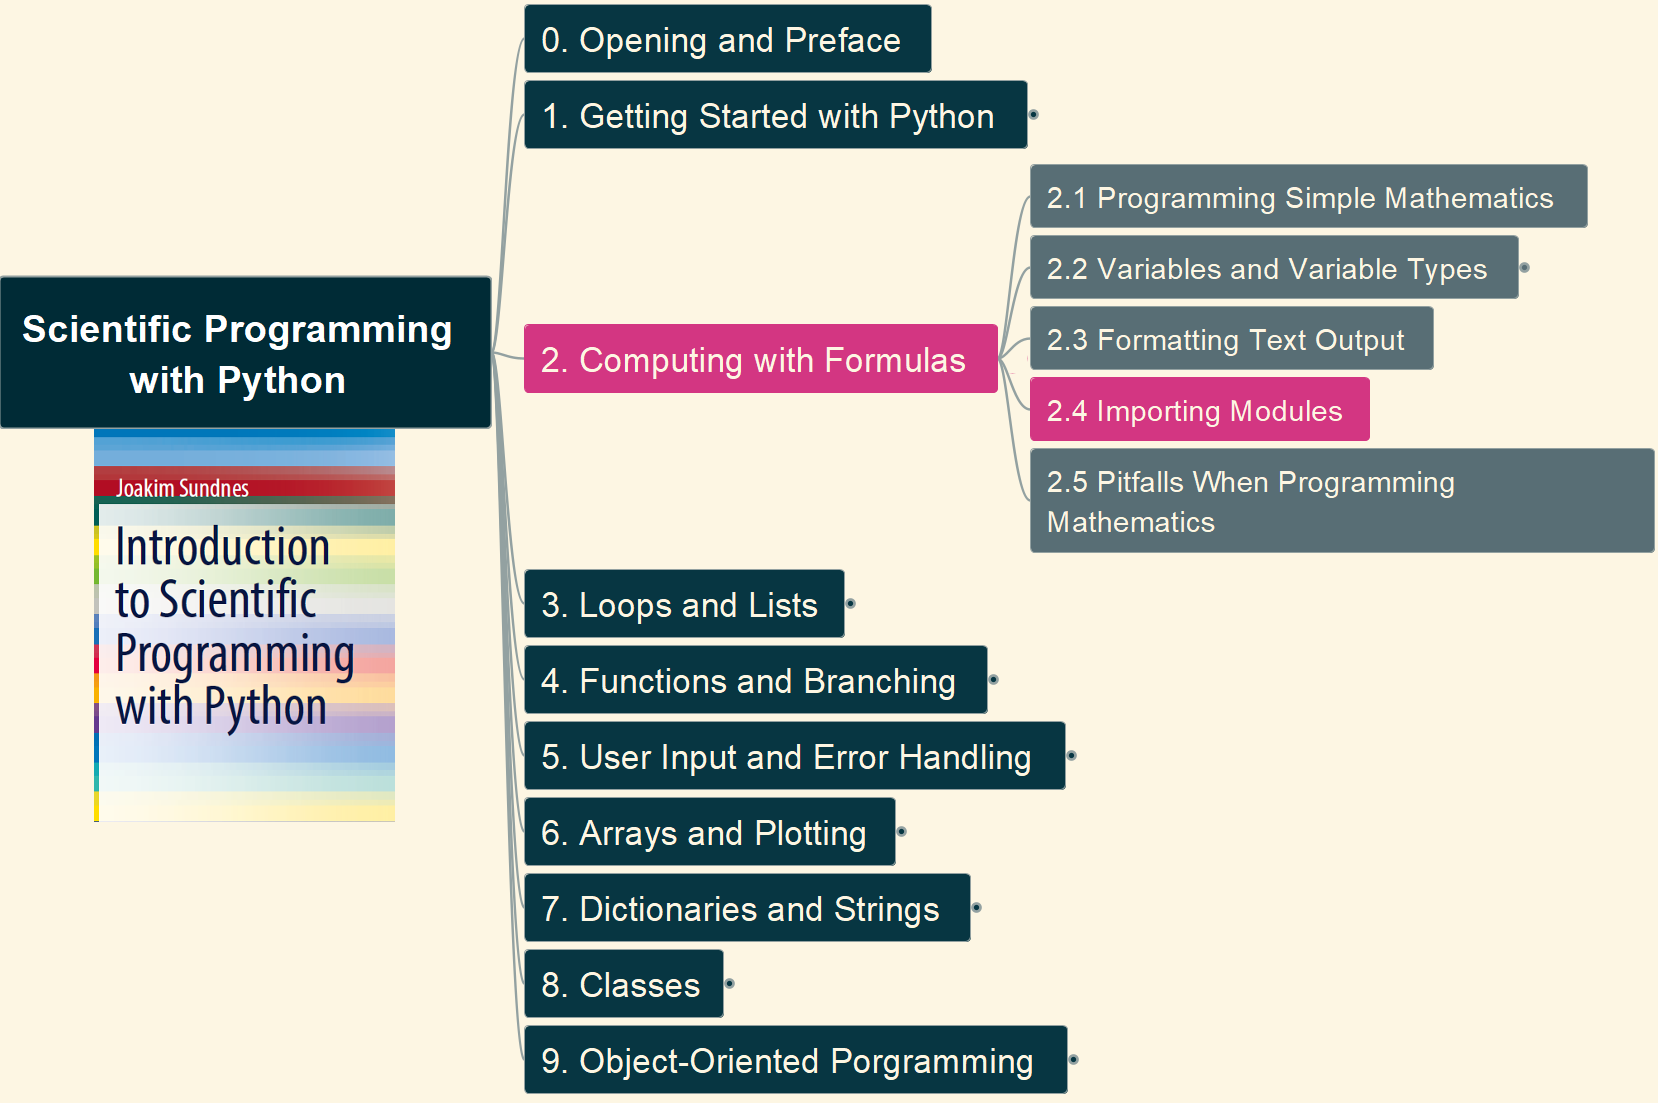 0. Opening and Preface
1. Getting Started with Python
2.1 Programming Simple Mathematics
2.2 Variables and Variable Types
Scientific Programming
with Python
2. Computing with Formulas
2.3 Formatting Text Output
2.4 Importing Modules
2.5 Pitfalls When Programming
Mathematics
Joakim Sundnes
Introduction
to Scientific
Programming
with Python
3. Loops and Lists
4. Functions and Branching
5. User Input and Error Handling
6. Arrays and Plotting
7. Dictionaries and Strings
8. Classes
9. Object-Oriented Porgramming